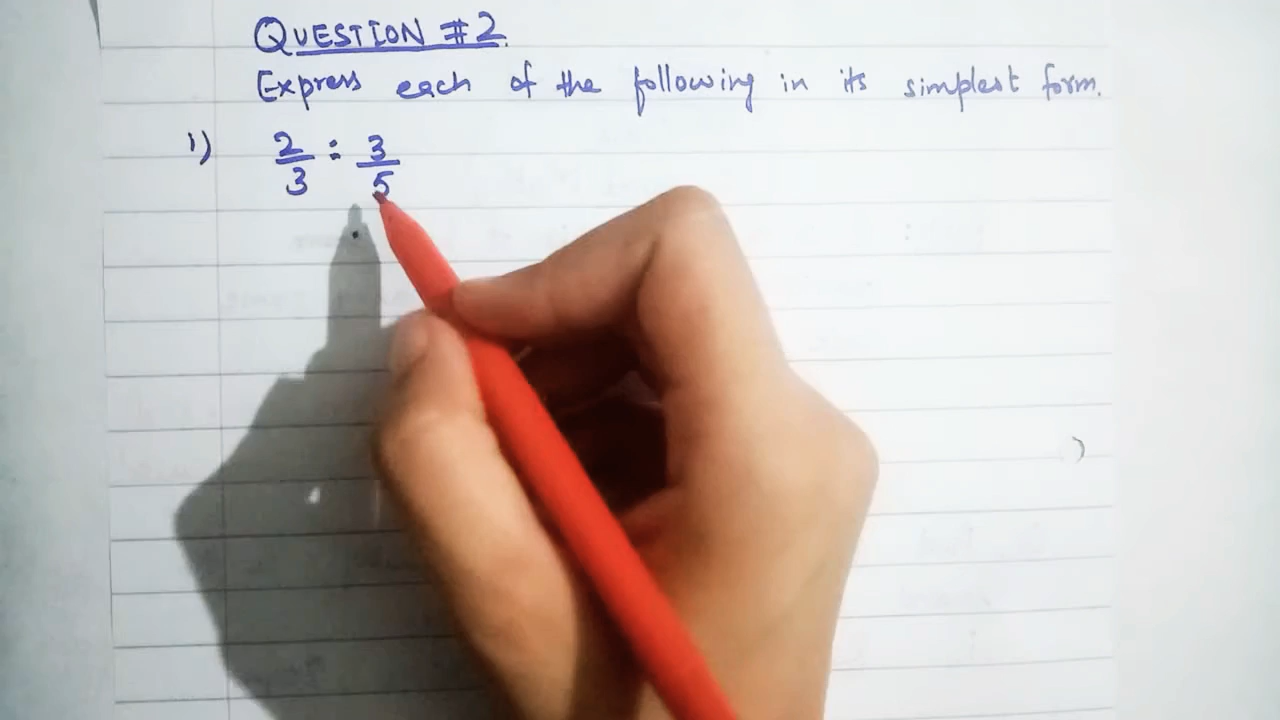 QUESTION #2.
Express each of the following in its simplest form.
1) 2/3 : 3/5